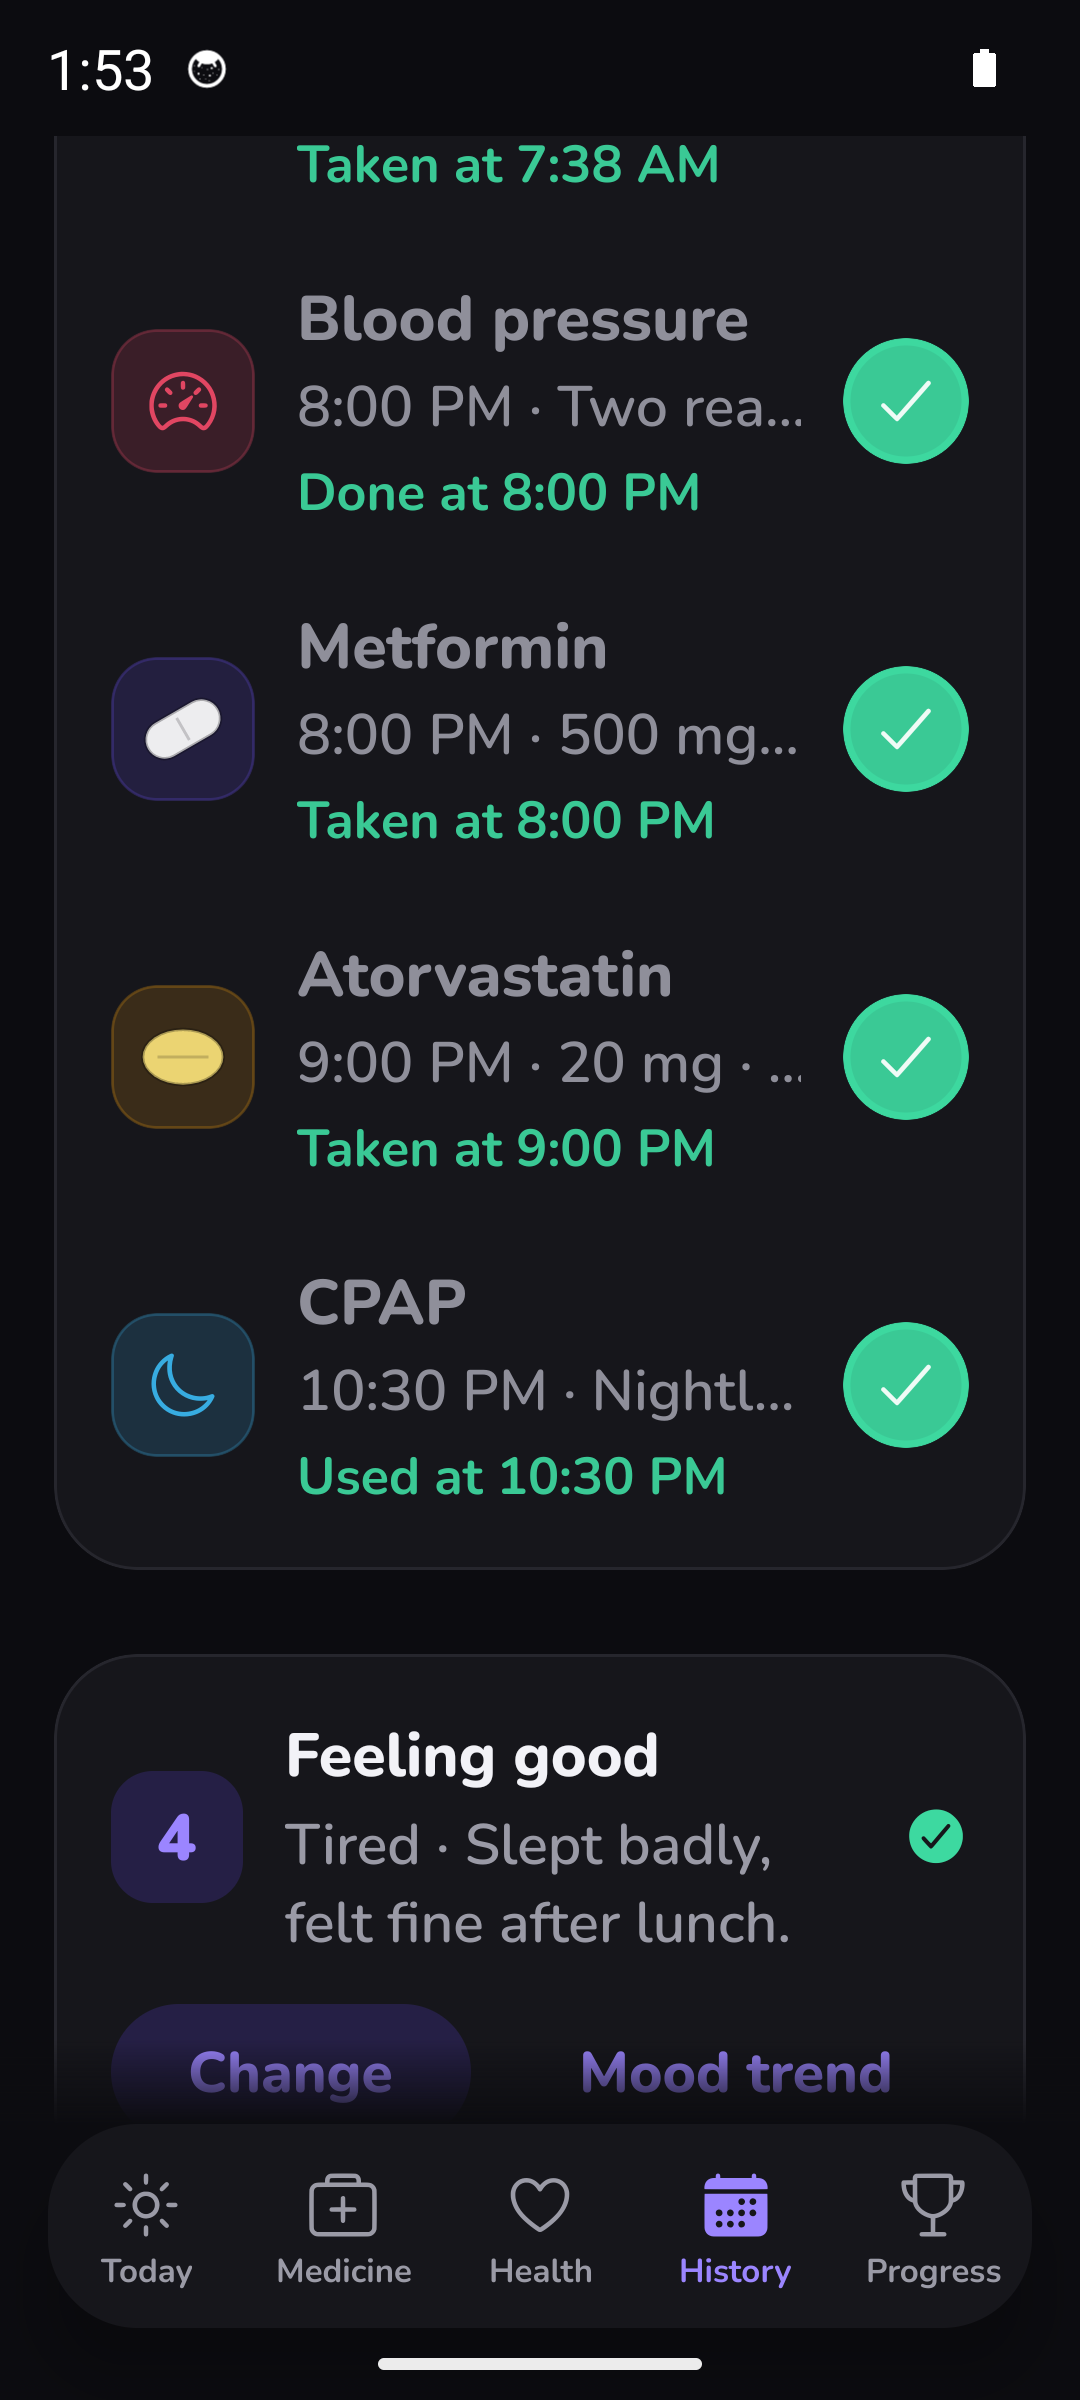 1:53
Taken at 7:38 AM
Blood pressure
8:00 PM · Two rea...
Done at 8:00 PM
Metformin
8:00 PM · 500 mg...
Taken at 8:00 PM
Atorvastatin
9:00 PM · 20 mg · ...
Taken at 9:00 PM
CPAP
10:30 PM · Nightl...
Used at 10:30 PM
4
Feeling good
Tired · Slept badly,
felt fine after lunch.
Change
Mood trend
Today
Medicine
Health
History
Progress